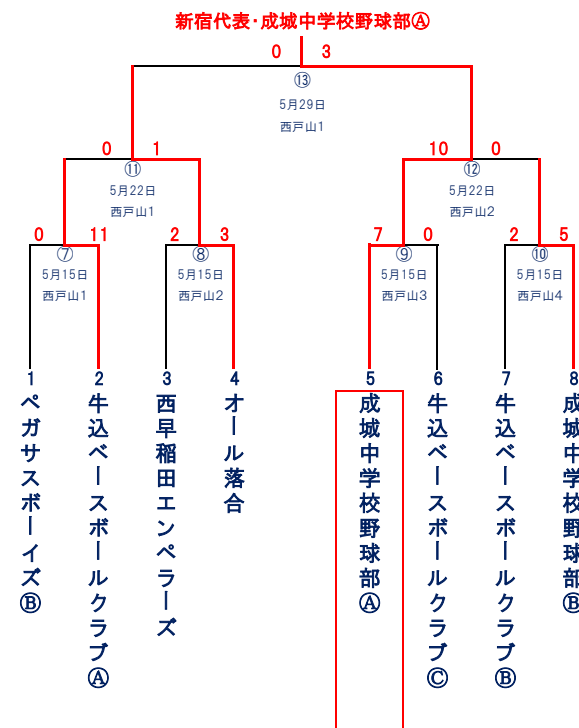 新宿代表・成城中学校野球部Ⓐ
0 3
⑬
5月29日
西戸山1
0 1 10 0
⑪ ⑫
5月22日 5月22日
西戸山1 西戸山2
0 11 2 3 7 0 2 5
⑦ ⑧ ⑨ ⑩
5月15日 5月15日 5月15日 5月15日
西戸山1 西戸山2 西戸山3 西戸山4
1 2 3 4 5 6 7 8
ペガサスボーイズⒷ
牛込ベースボールクラブⒶ
西早稲田エンペラーズ
オール落合
成城中学校野球部Ⓐ
牛込ベースボールクラブⒸ
牛込ベースボールクラブⒷ
成城中学校野球部Ⓑ